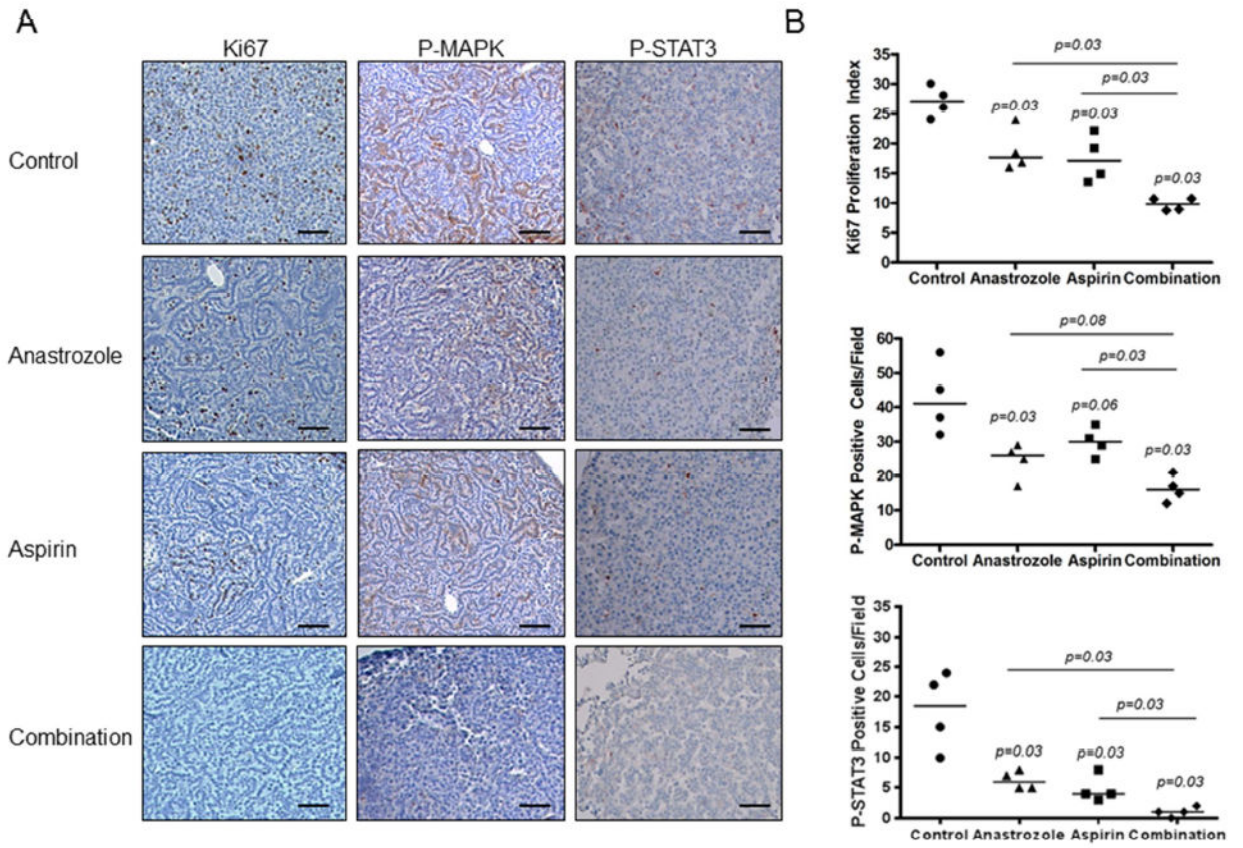 A
Ki67 P-MAPK P-STAT3
Control
Anastrozole
Aspirin
Combination
B
Ki67 Proliferation Index
35
30
25
20
15
10
5
0
p=0.03
p=0.03
p=0.03
p=0.03
p=0.03
Control Anastrozole Aspirin Combination
P-MAPK Positive Cells/Field
60
50
40
30
20
10
0
p=0.08
p=0.03
p=0.03
p=0.06
p=0.03
Control Anastrozole Aspirin Combination
P-STAT3 Positive Cells/Field
35
30
25
20
15
10
5
0
p=0.03
p=0.03
p=0.03
p=0.03
p=0.03
Control Anastrozole Aspirin Combination